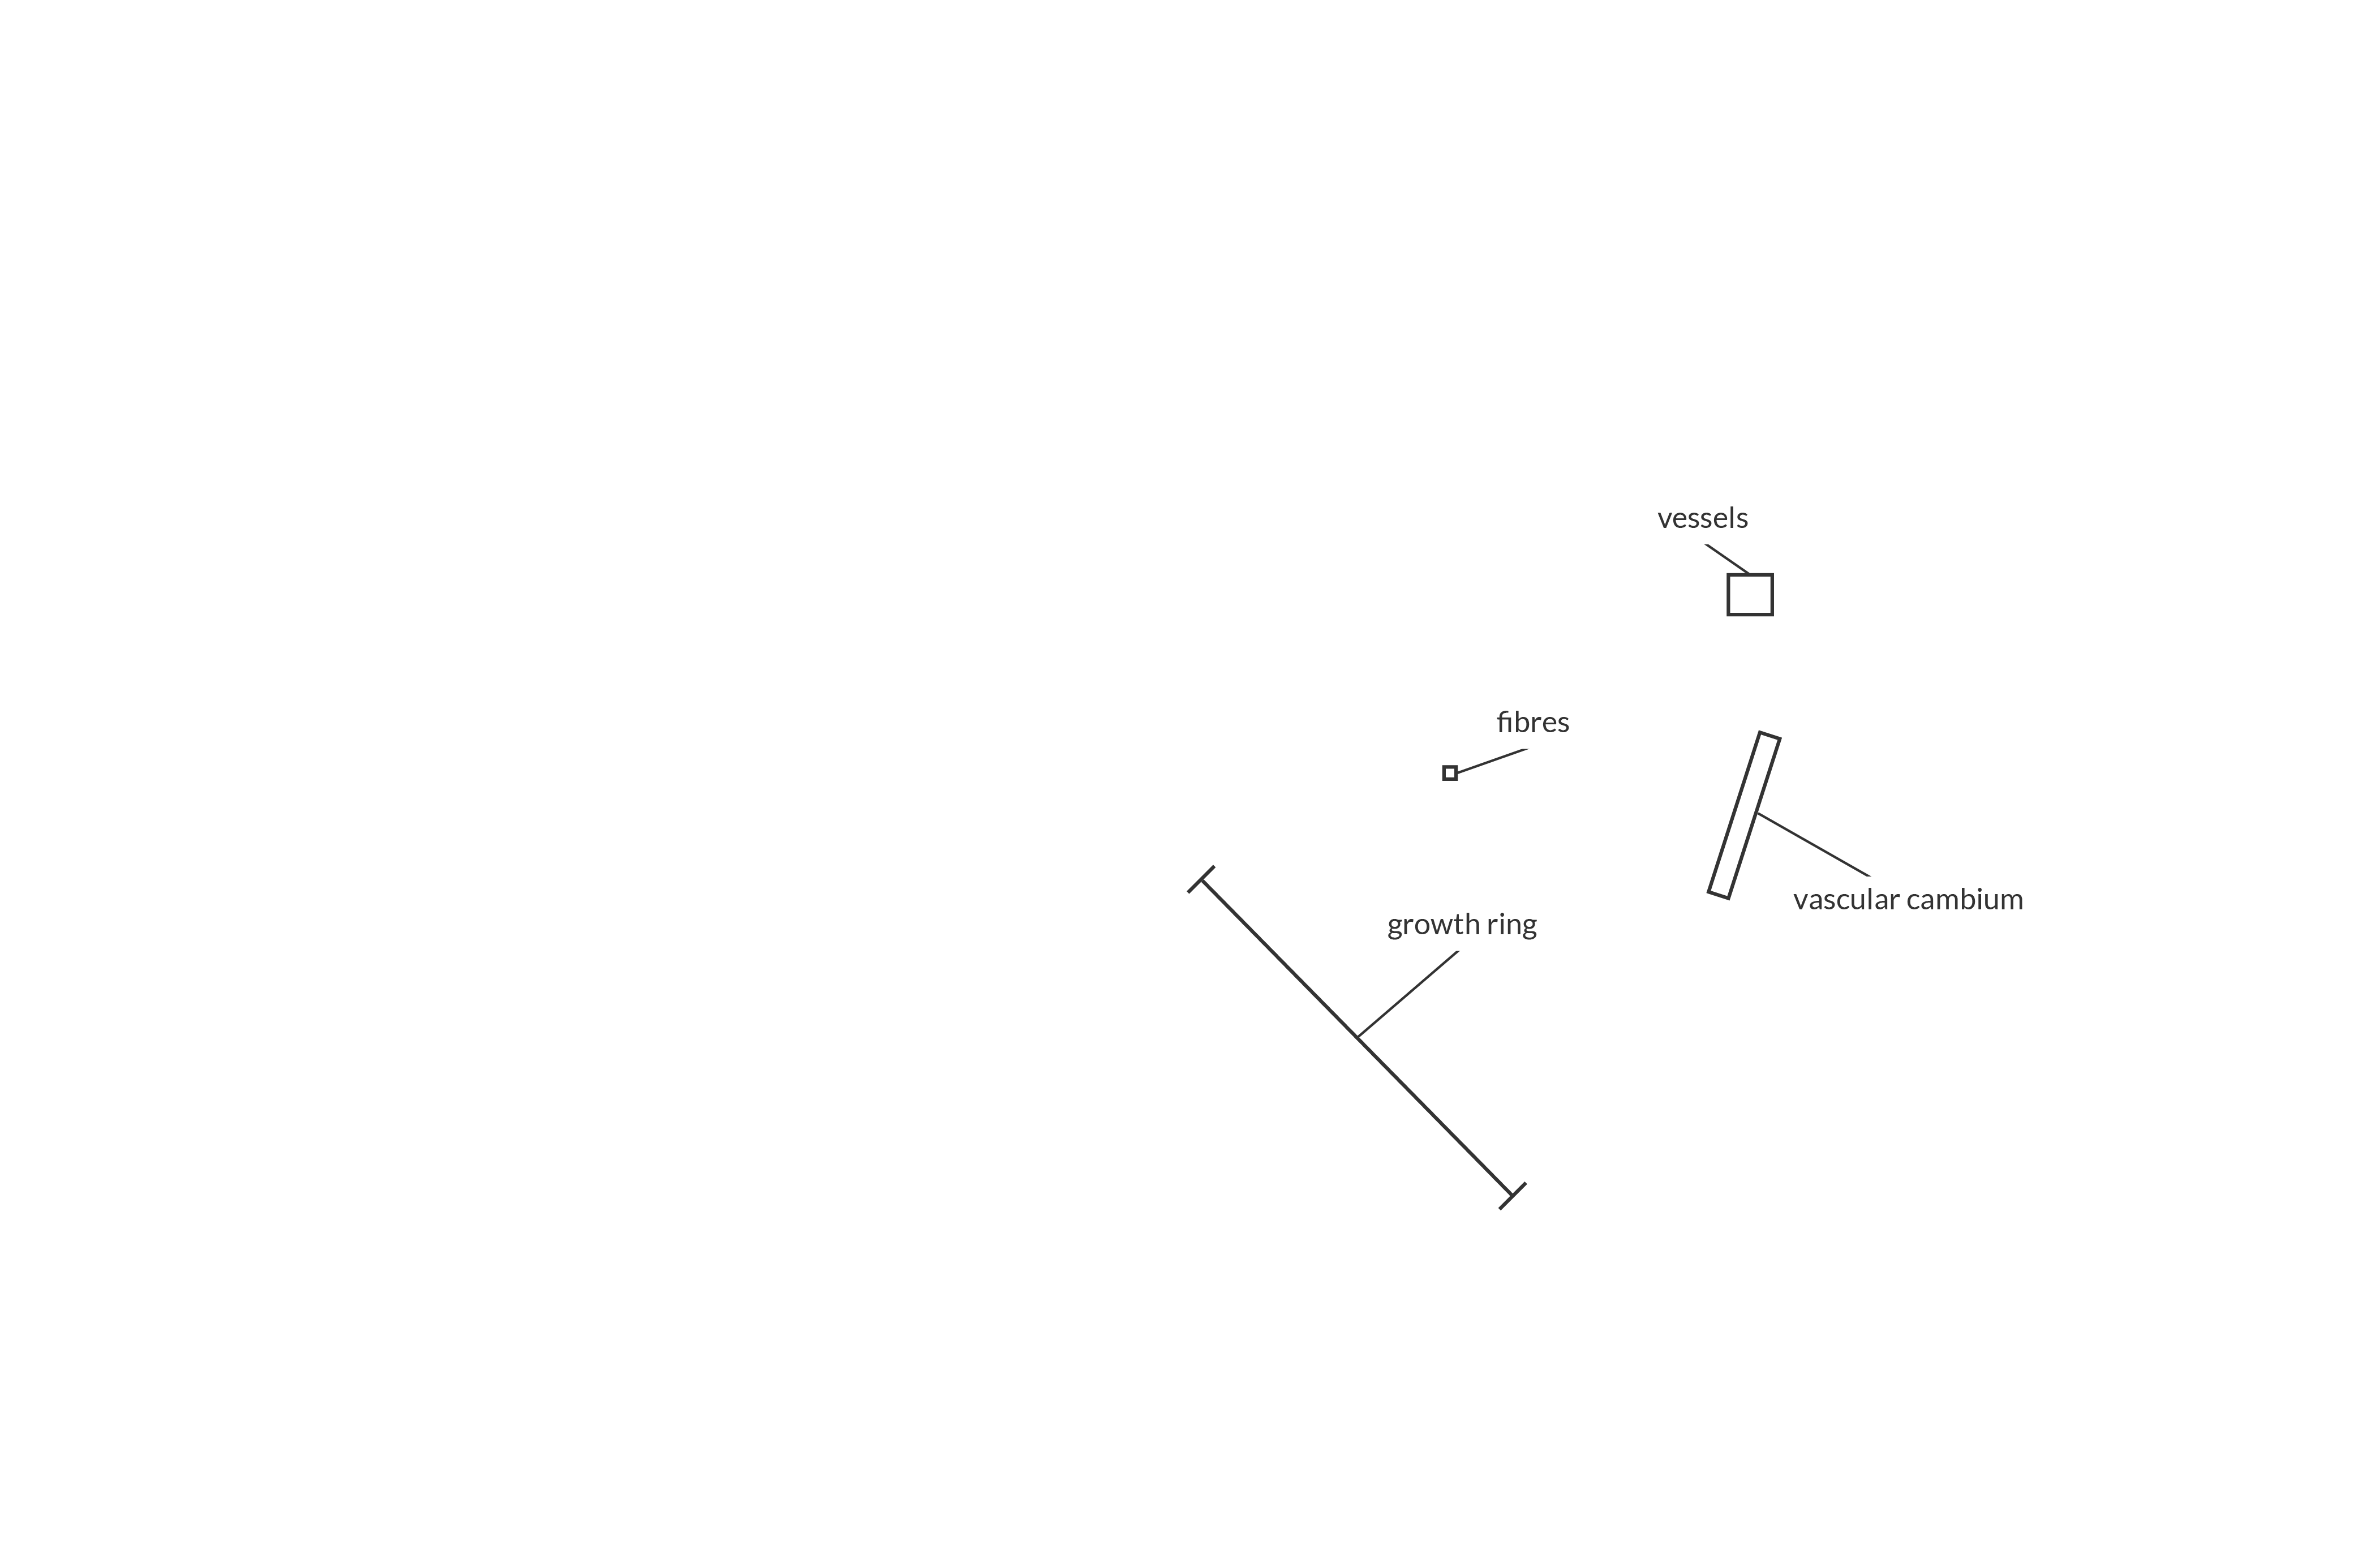 vessels
fibres
vascular cambium
growth ring